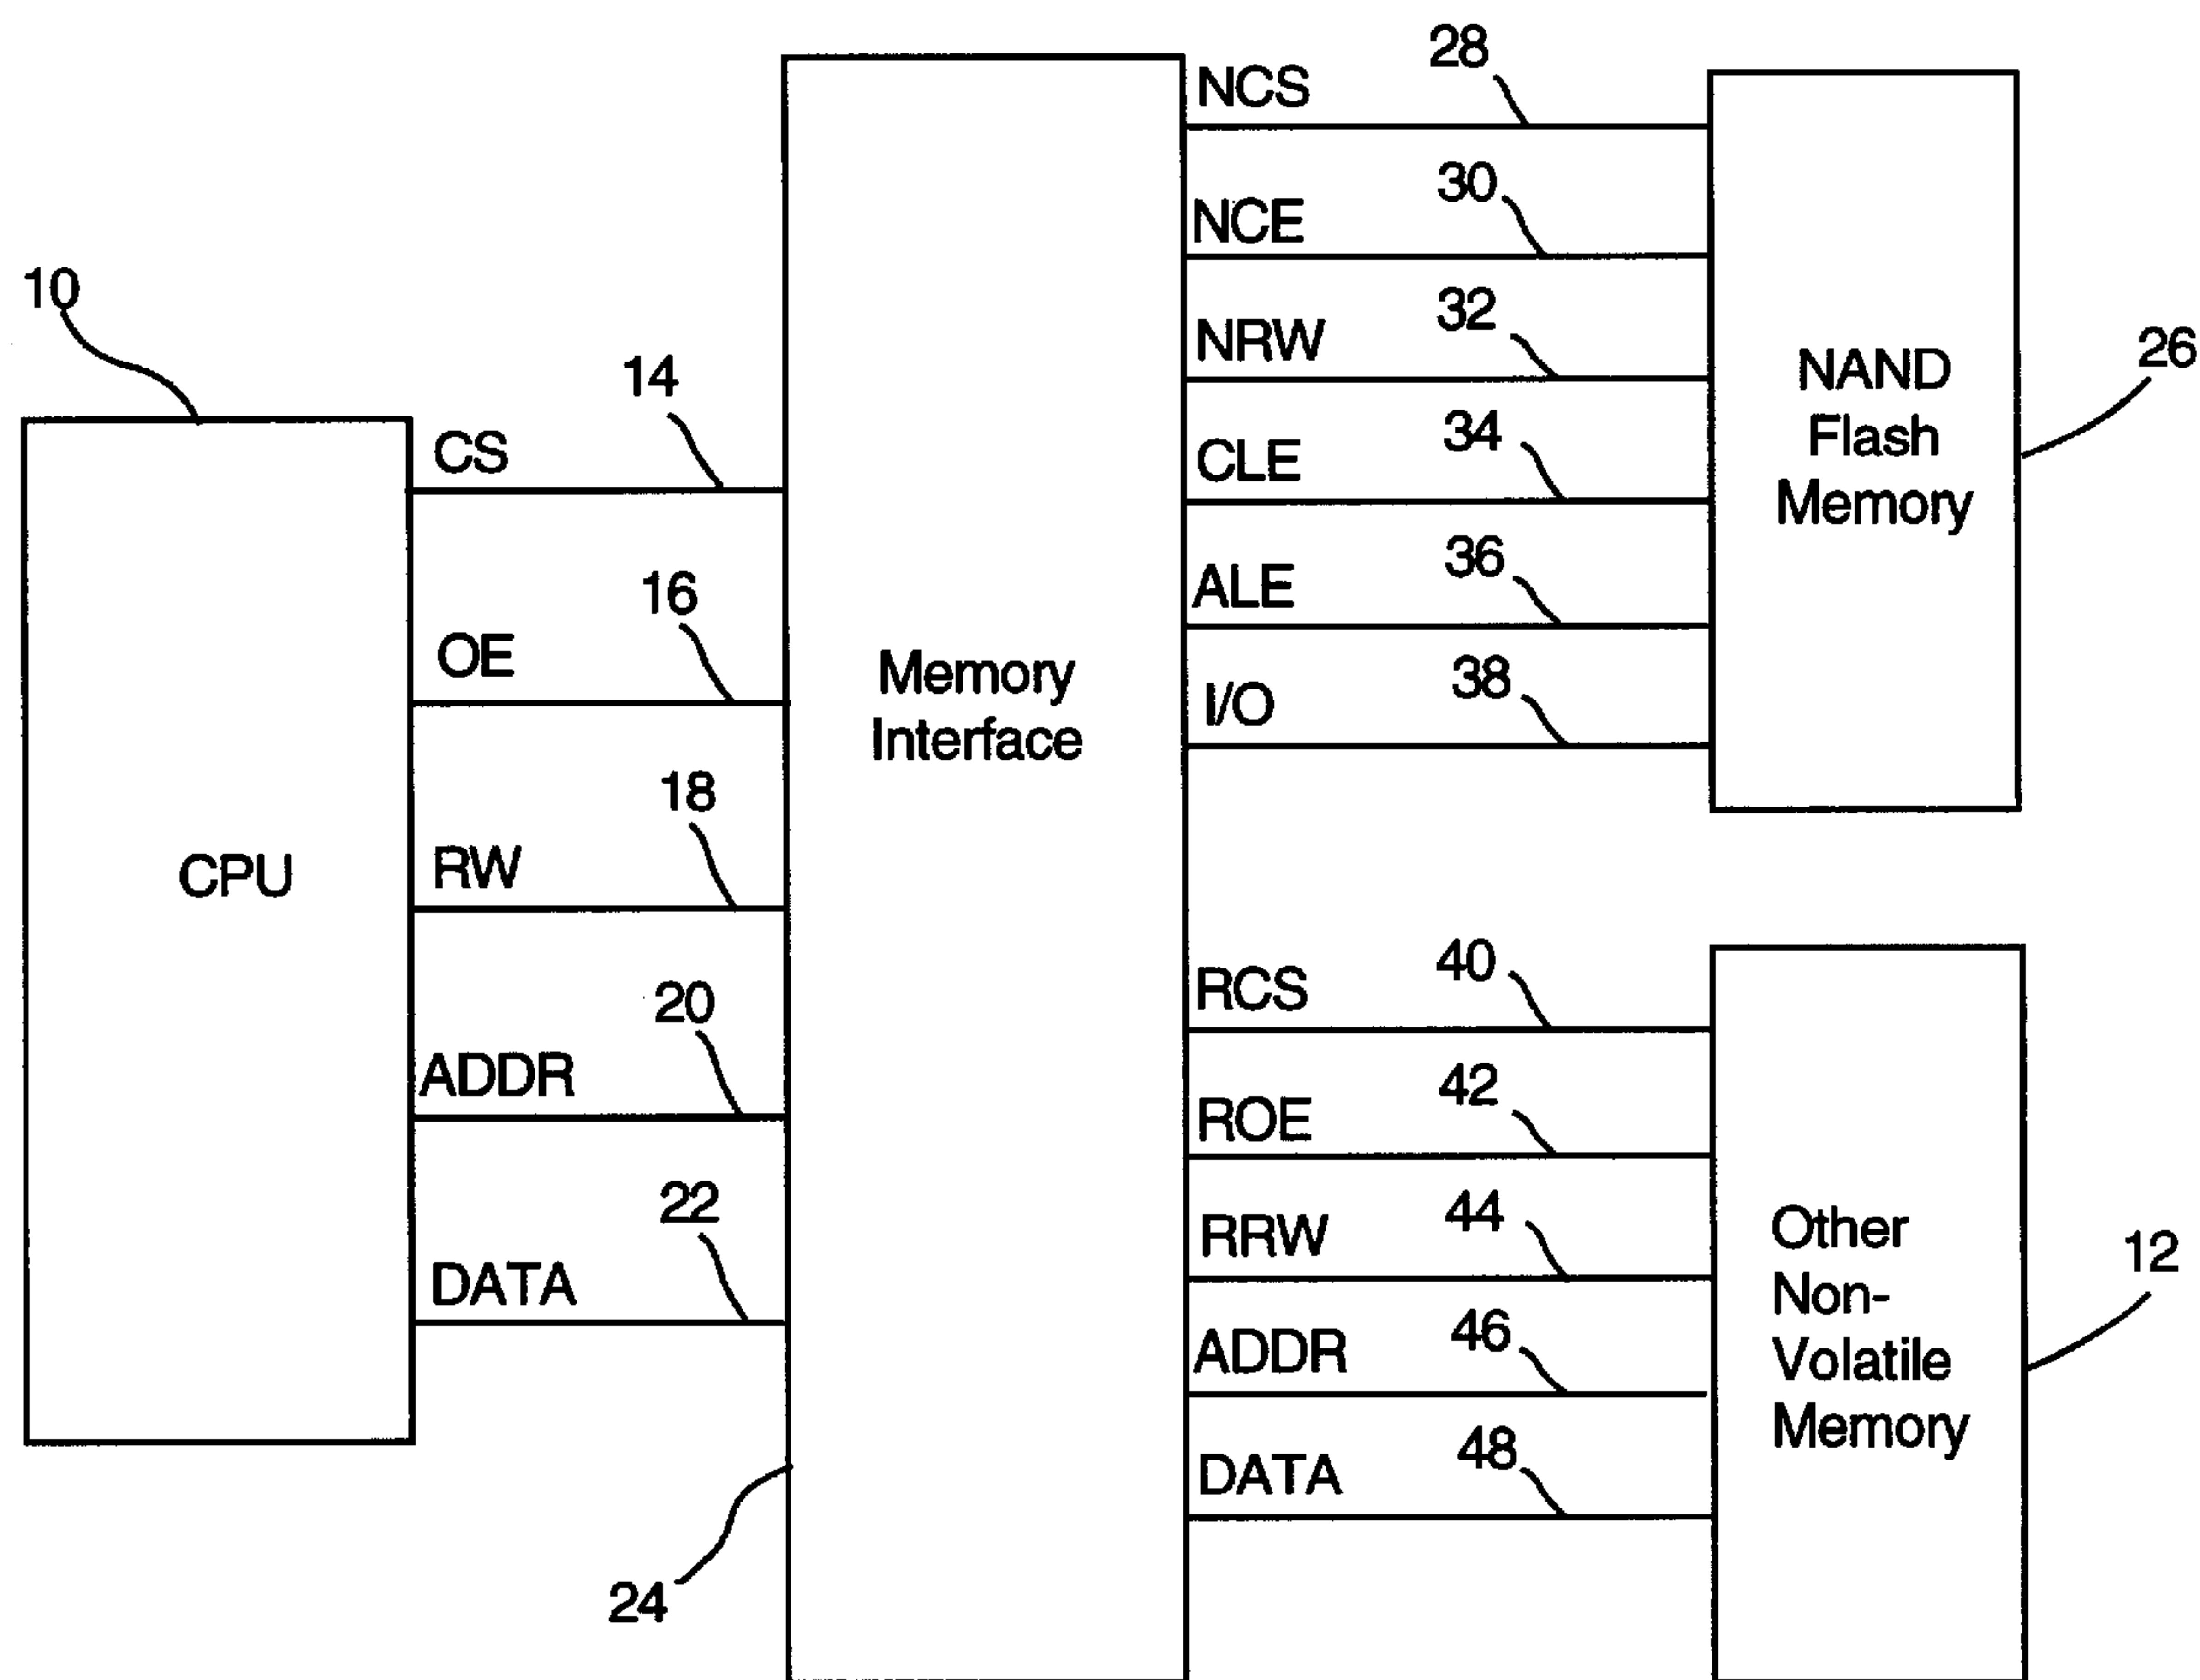 28
NCS
30
NCE
10
32
NRW
26
14
NAND
Flash
Memory
CS
34
CLE
16
36
ALE
OE
Memory
Interface
38
I/O
18
RW
CPU
20
40
RCS
ADDR
42
ROE
22
44
RRW
Other
Non-
Volatile
Memory
12
DATA
46
ADDR
48
DATA
24